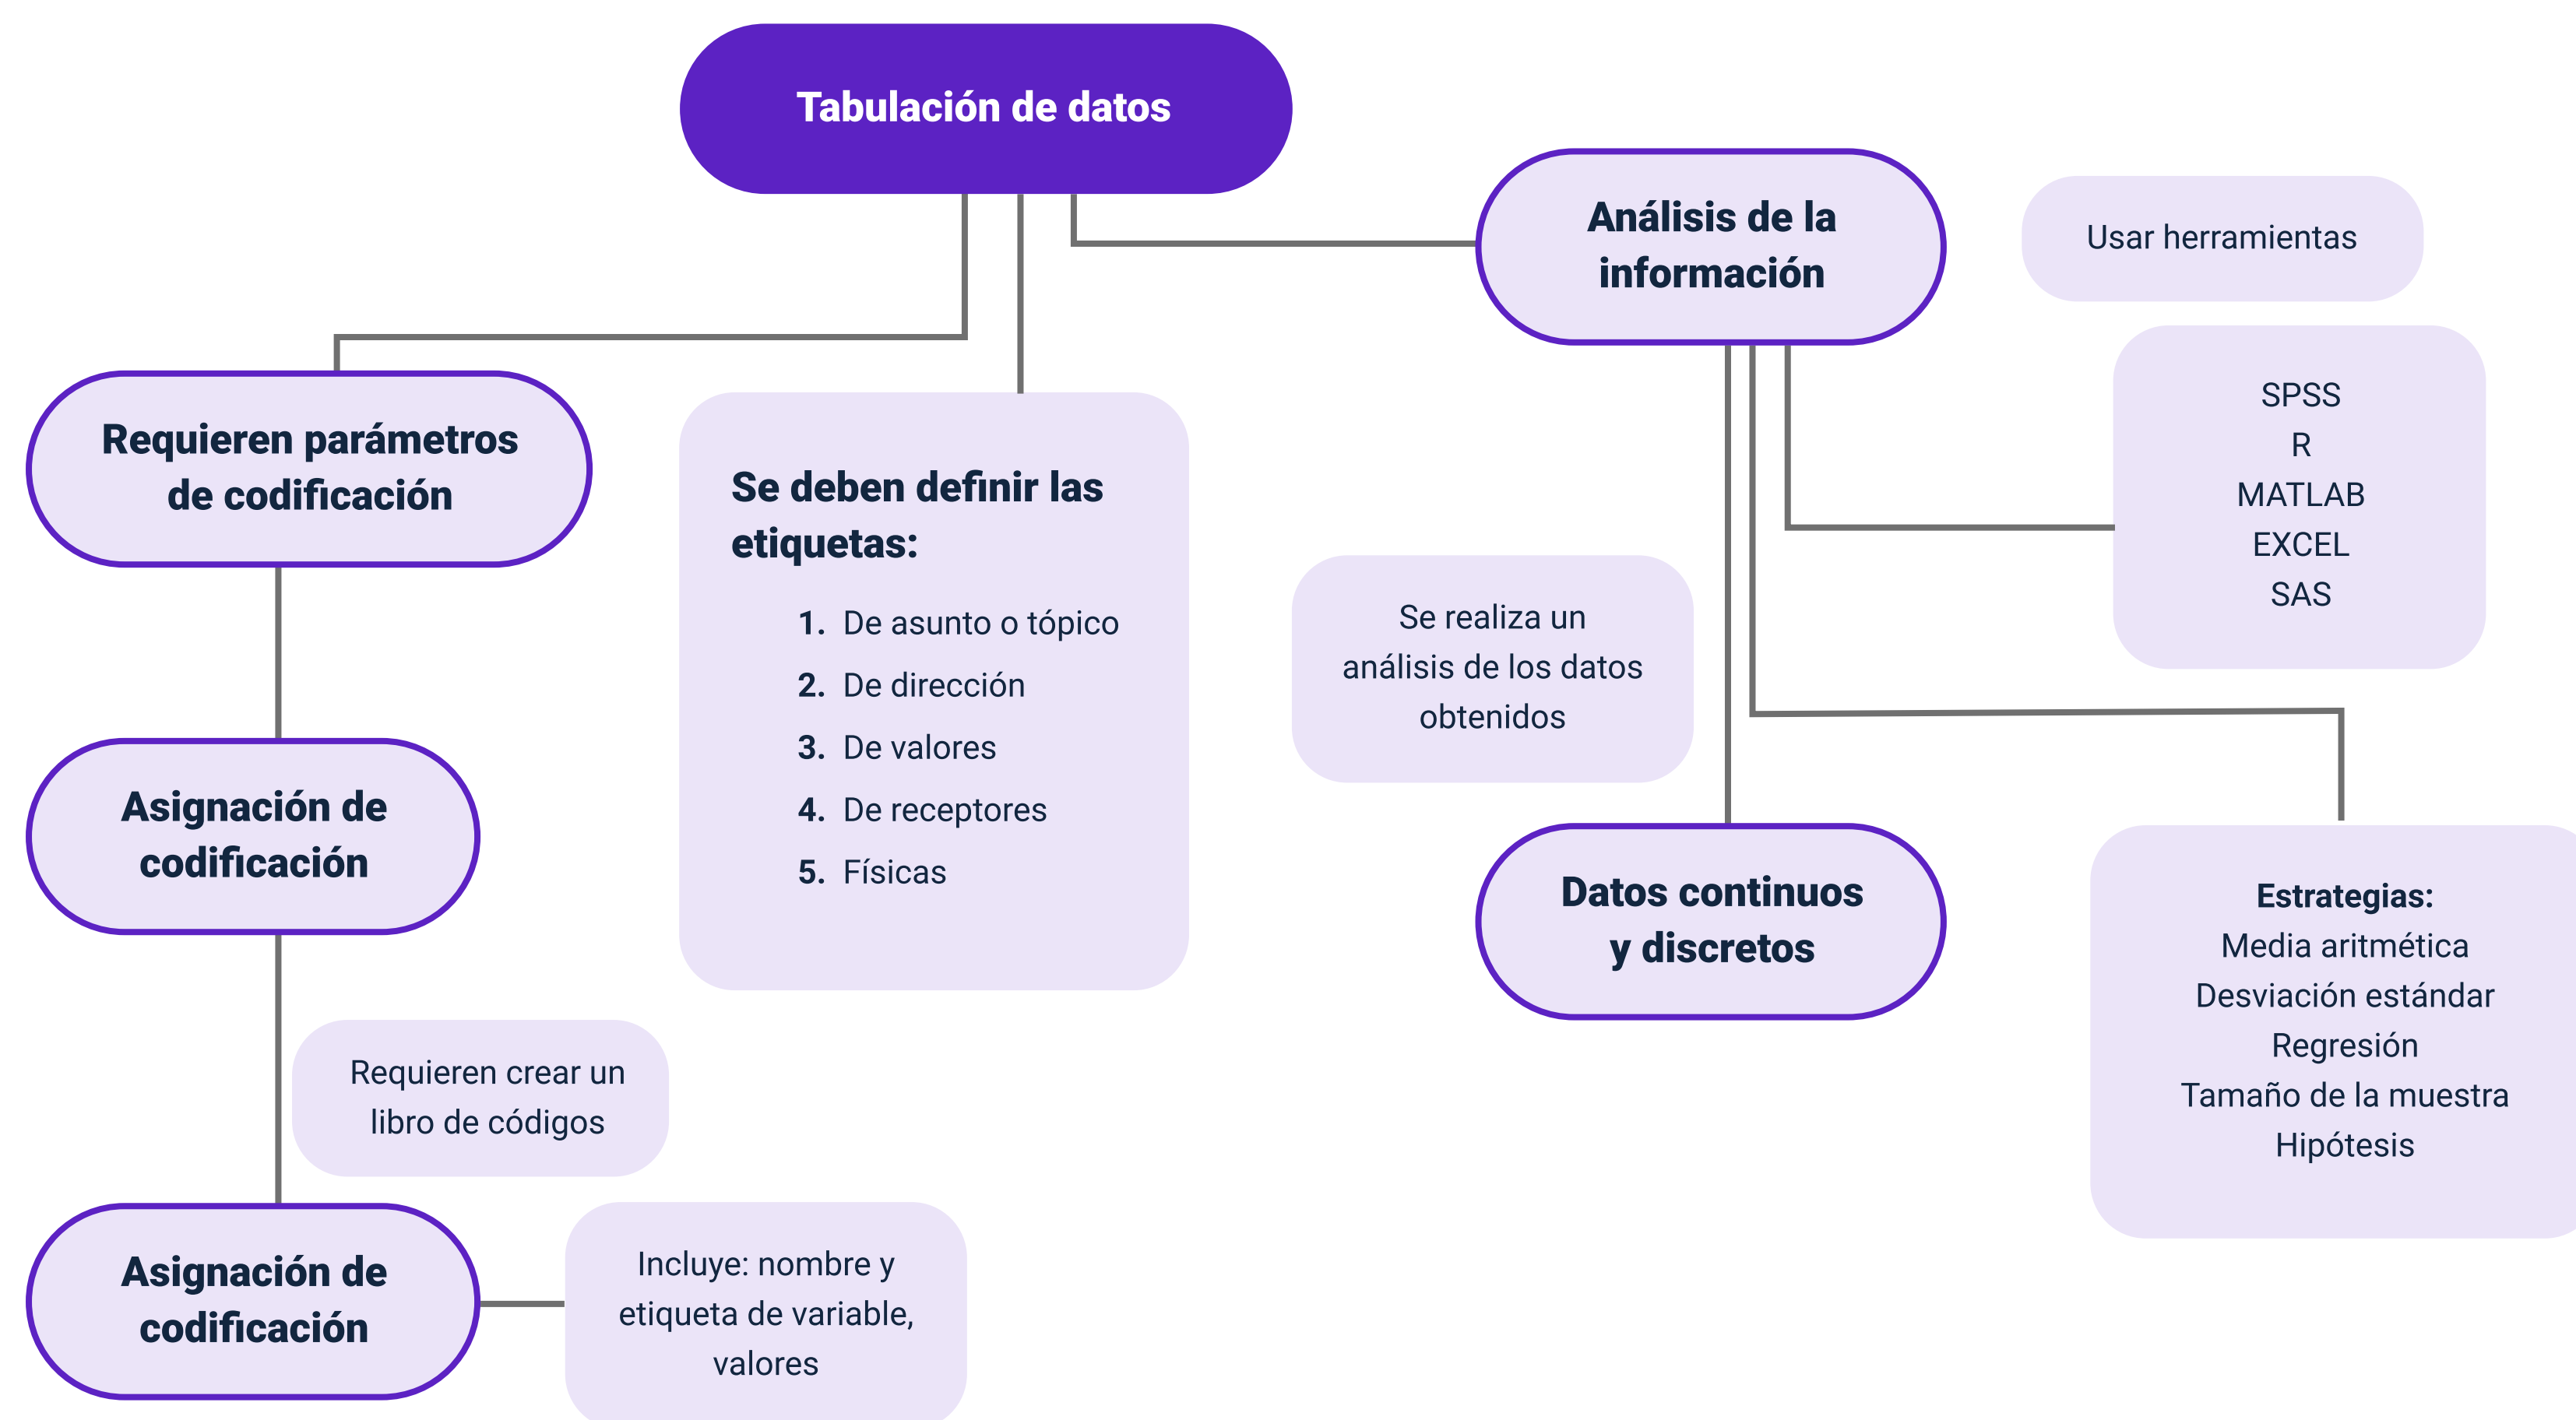 Tabulación de datos
Análisis de la
información
Usar herramientas
SPSS
R
MATLAB
EXCEL
SAS
Requieren parámetros
de codificación
Se deben definir las
etiquetas:
1. De asunto o tópico
2. De dirección
3. De valores
4. De receptores
5. Físicas
Se realiza un
análisis de los datos
obtenidos
Asignación de
codificación
Datos continuos
y discretos
Estrategias:
Media aritmética
Desviación estándar
Regresión
Tamaño de la muestra
Hipótesis
Requieren crear un
libro de códigos
Asignación de
codificación
Incluye: nombre y
etiqueta de variable,
valores